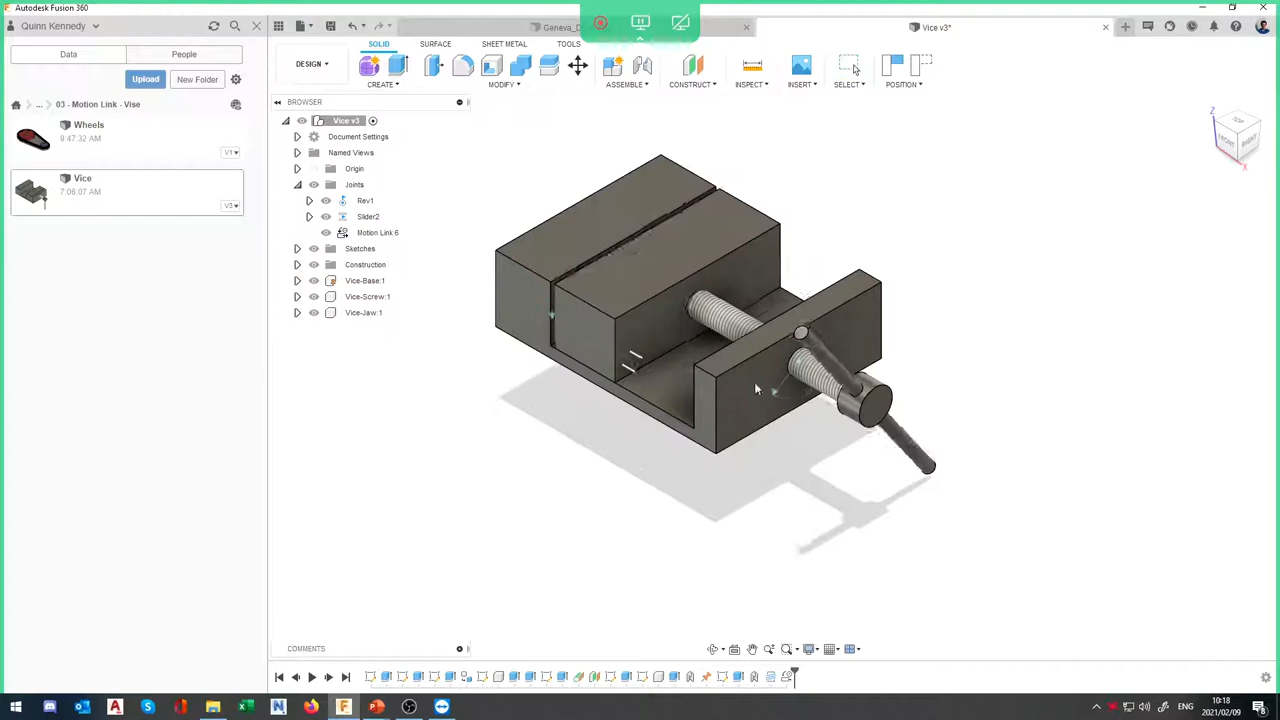 Autodesk Fusion 360
Quinn Kennedy
Geneva_D
Vice v3*
Data
People
Upload
New Folder
... 03 - Motion Link - Vise
Wheels
9:47:32 AM
V1
Vice
7:06:07 AM
V3
SOLID
SURFACE
SHEET METAL
TOOLS
DESIGN
CREATE
MODIFY
ASSEMBLE
CONSTRUCT
INSPECT
INSERT
SELECT
POSITION
BROWSER
Vice v3
Document Settings
Named Views
Origin
Joints
Rev1
Slider2
Motion Link 6
Sketches
Construction
Vice-Base:1
Vice-Screw:1
Vice-Jaw:1
Z
TOP
FRONT
RIGHT
X
COMMENTS
ENG
10:18
2021/02/09